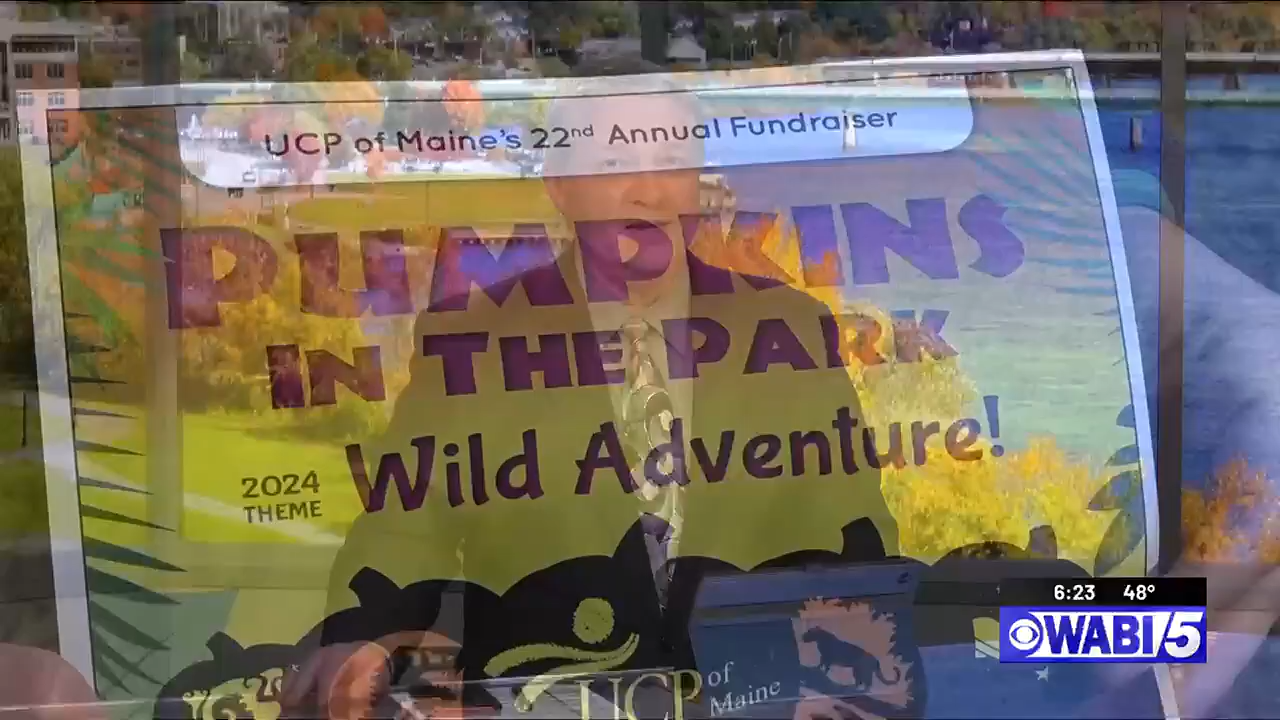 UCP of Maine's 22nd Annual Fundraiser
PUMPKINS
IN THE PARK
2024
THEME
Wild Adventure!
UCP of
Maine
6:23 48°
WABI 5